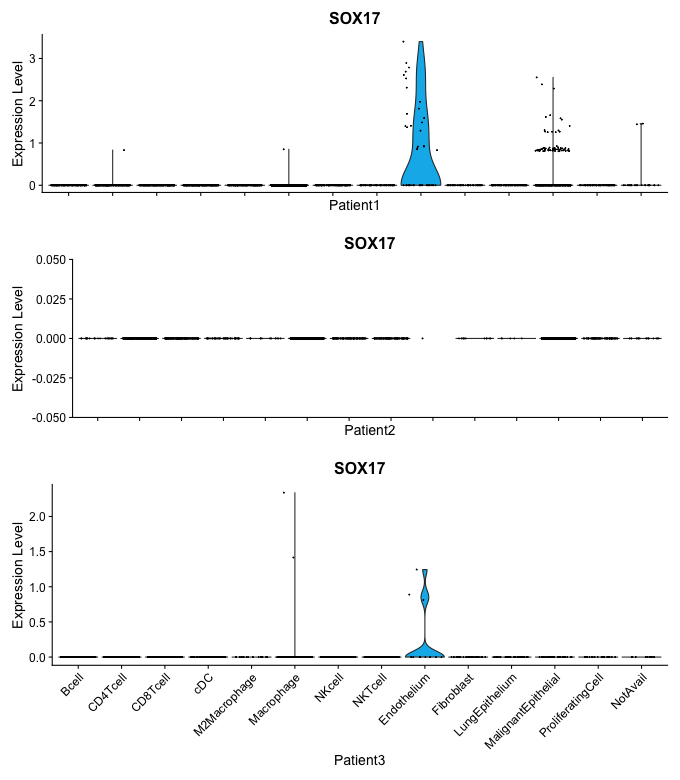 SOX17
Expression Level
3
2
1
0
Patient1
SOX17
Expression Level
0.050
0.025
0.000
-0.025
-0.050
Patient2
SOX17
Expression Level
2.0
1.5
1.0
0.5
0.0
Bcell
CD4Tcell
CD8Tcell
cDC
M2Macrophage
Macrophage
NKcell
NKTcell
Endothelium
Fibroblast
LungEpithelium
MalignantEpithelial
ProliferatingCell
NotAvail
Patient3